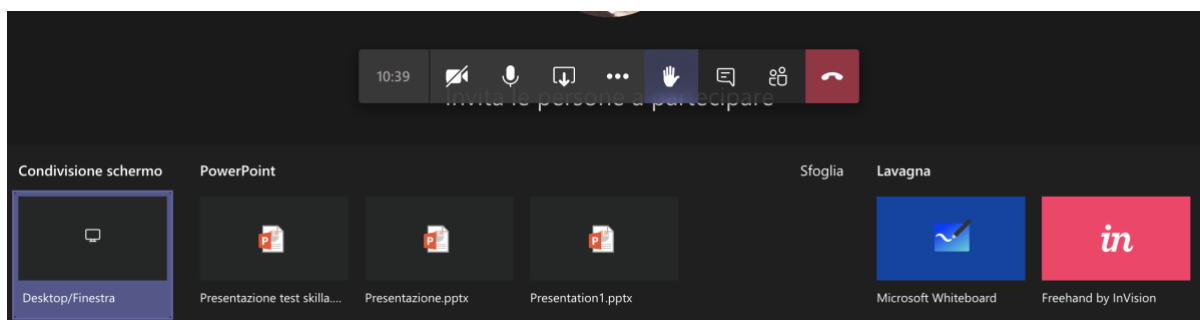 10:39
Invita le persone a partecipare
Condivisione schermo PowerPoint Sfoglia Lavagna
in
Desktop/Finestra Presentazione test skilla.... Presentazione.pptx Presentation1.pptx Microsoft Whiteboard Freehand by InVision